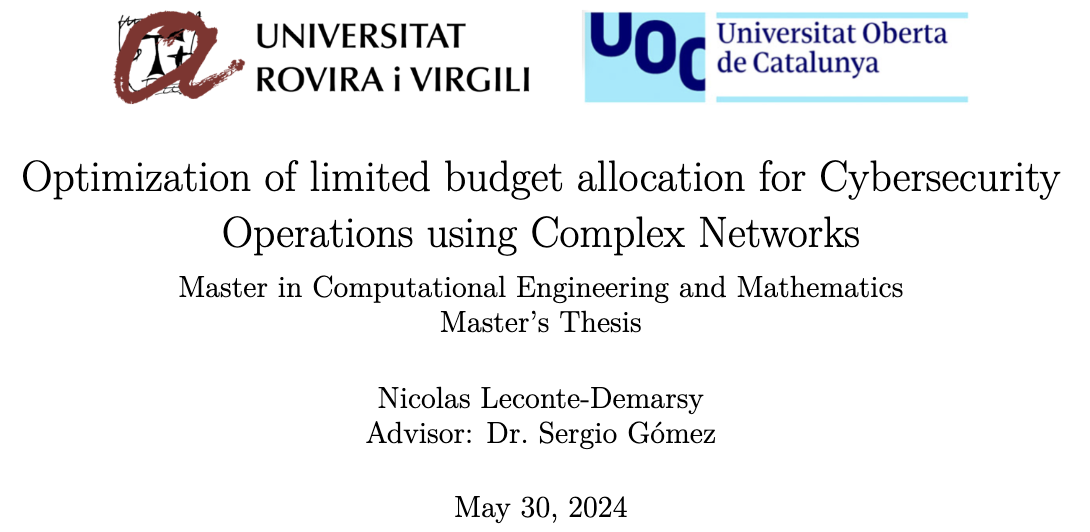 UNIVERSITAT
ROVIRA i VIRGILI
UOC
Universitat Oberta
de Catalunya
Optimization of limited budget allocation for Cybersecurity
Operations using Complex Networks
Master in Computational Engineering and Mathematics
Master's Thesis
Nicolas Leconte-Demarsy
Advisor: Dr. Sergio Gómez
May 30, 2024